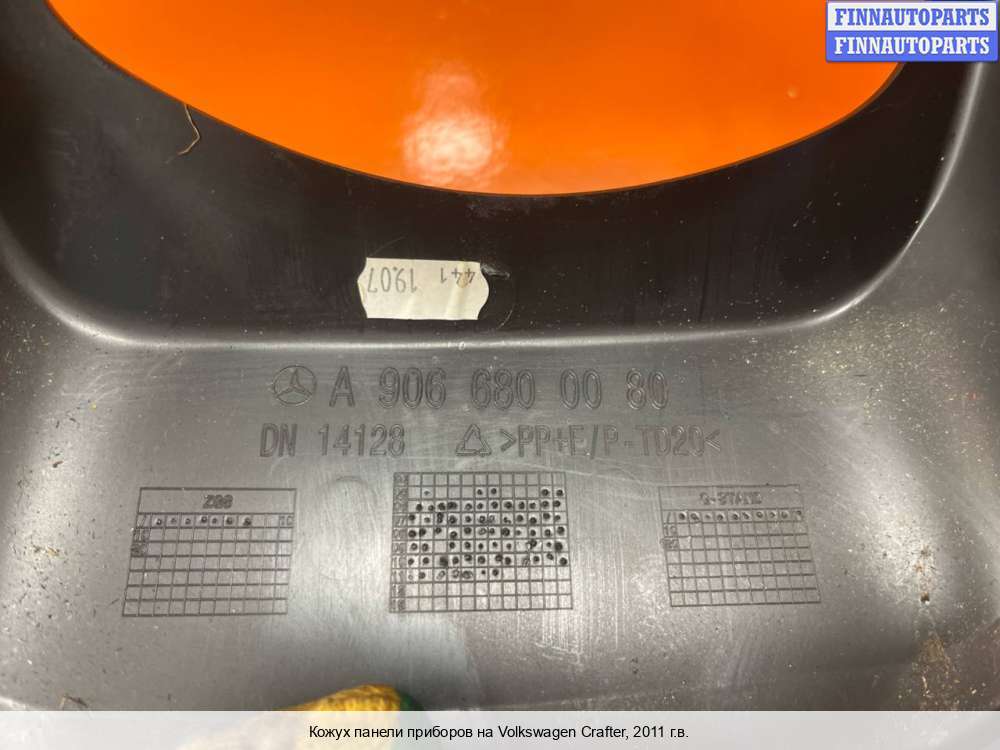 FINNAUTOPARTS
FINNAUTOPARTS
441 1907
A 906 680 00 80
DN 14128 >PP+E/P-TD20<
Кожух панели приборов на Volkswagen Crafter, 2011 г.в.